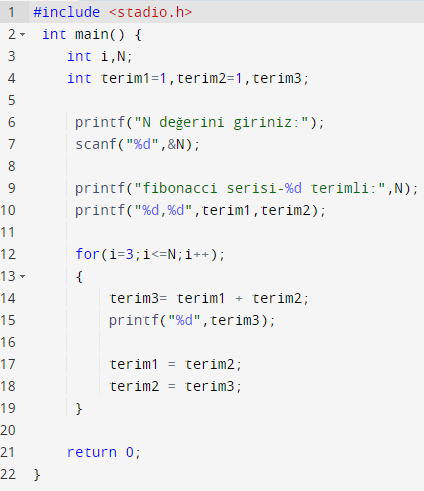 1 #include <stadio.h>
2 int main() {
3 int i,N;
4 int terim1=1,terim2=1,terim3;
5
6 printf("N değerini giriniz:");
7 scanf("%d",&N);
8
9 printf("fibonacci serisi-%d terimli:",N);
10 printf("%d,%d",terim1,terim2);
11
12 for(i=3;i<=N;i++);
13 {
14 terim3= terim1 + terim2;
15 printf("%d",terim3);
16
17 terim1 = terim2;
18 terim2 = terim3;
19 }
20
21 return 0;
22 }